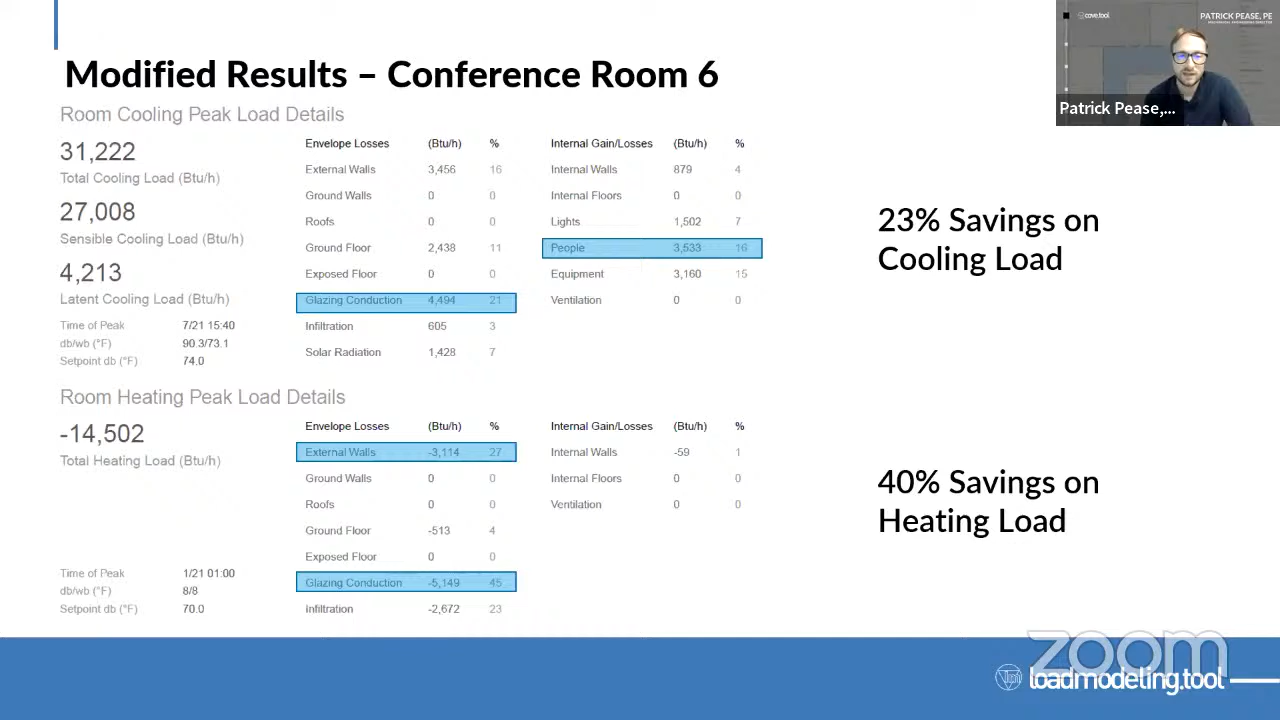 Modified Results – Conference Room 6
Room Cooling Peak Load Details
31,222
Total Cooling Load (Btu/h)
27,008
Sensible Cooling Load (Btu/h)
4,213
Latent Cooling Load (Btu/h)
Time of Peak 7/21 15:40
db/wb (°F) 90.3/73.1
Setpoint db (°F) 74.0
Envelope Losses (Btu/h) %
External Walls 3,456 16
Ground Walls 0 0
Roofs 0 0
Ground Floor 2,438 11
Exposed Floor 0 0
Glazing Conduction 4,494 21
Infiltration 605 3
Solar Radiation 1,428 7
Internal Gain/Losses (Btu/h) %
Internal Walls 879 4
Internal Floors 0 0
Lights 1,502 7
People 3,533 16
Equipment 3,160 15
Ventilation 0 0
23% Savings on
Cooling Load
Room Heating Peak Load Details
-14,502
Total Heating Load (Btu/h)
Time of Peak 1/21 01:00
db/wb (°F) 8/8
Setpoint db (°F) 70.0
Envelope Losses (Btu/h) %
External Walls -3,114 27
Ground Walls 0 0
Roofs 0 0
Ground Floor -513 4
Exposed Floor 0 0
Glazing Conduction -5,149 45
Infiltration -2,672 23
Internal Gain/Losses (Btu/h) %
Internal Walls -59 1
Internal Floors 0 0
Ventilation 0 0
40% Savings on
Heating Load
cove.tool
PATRICK PEASE, PE
Patrick Pease,...
zoom
loadmodeling.tool